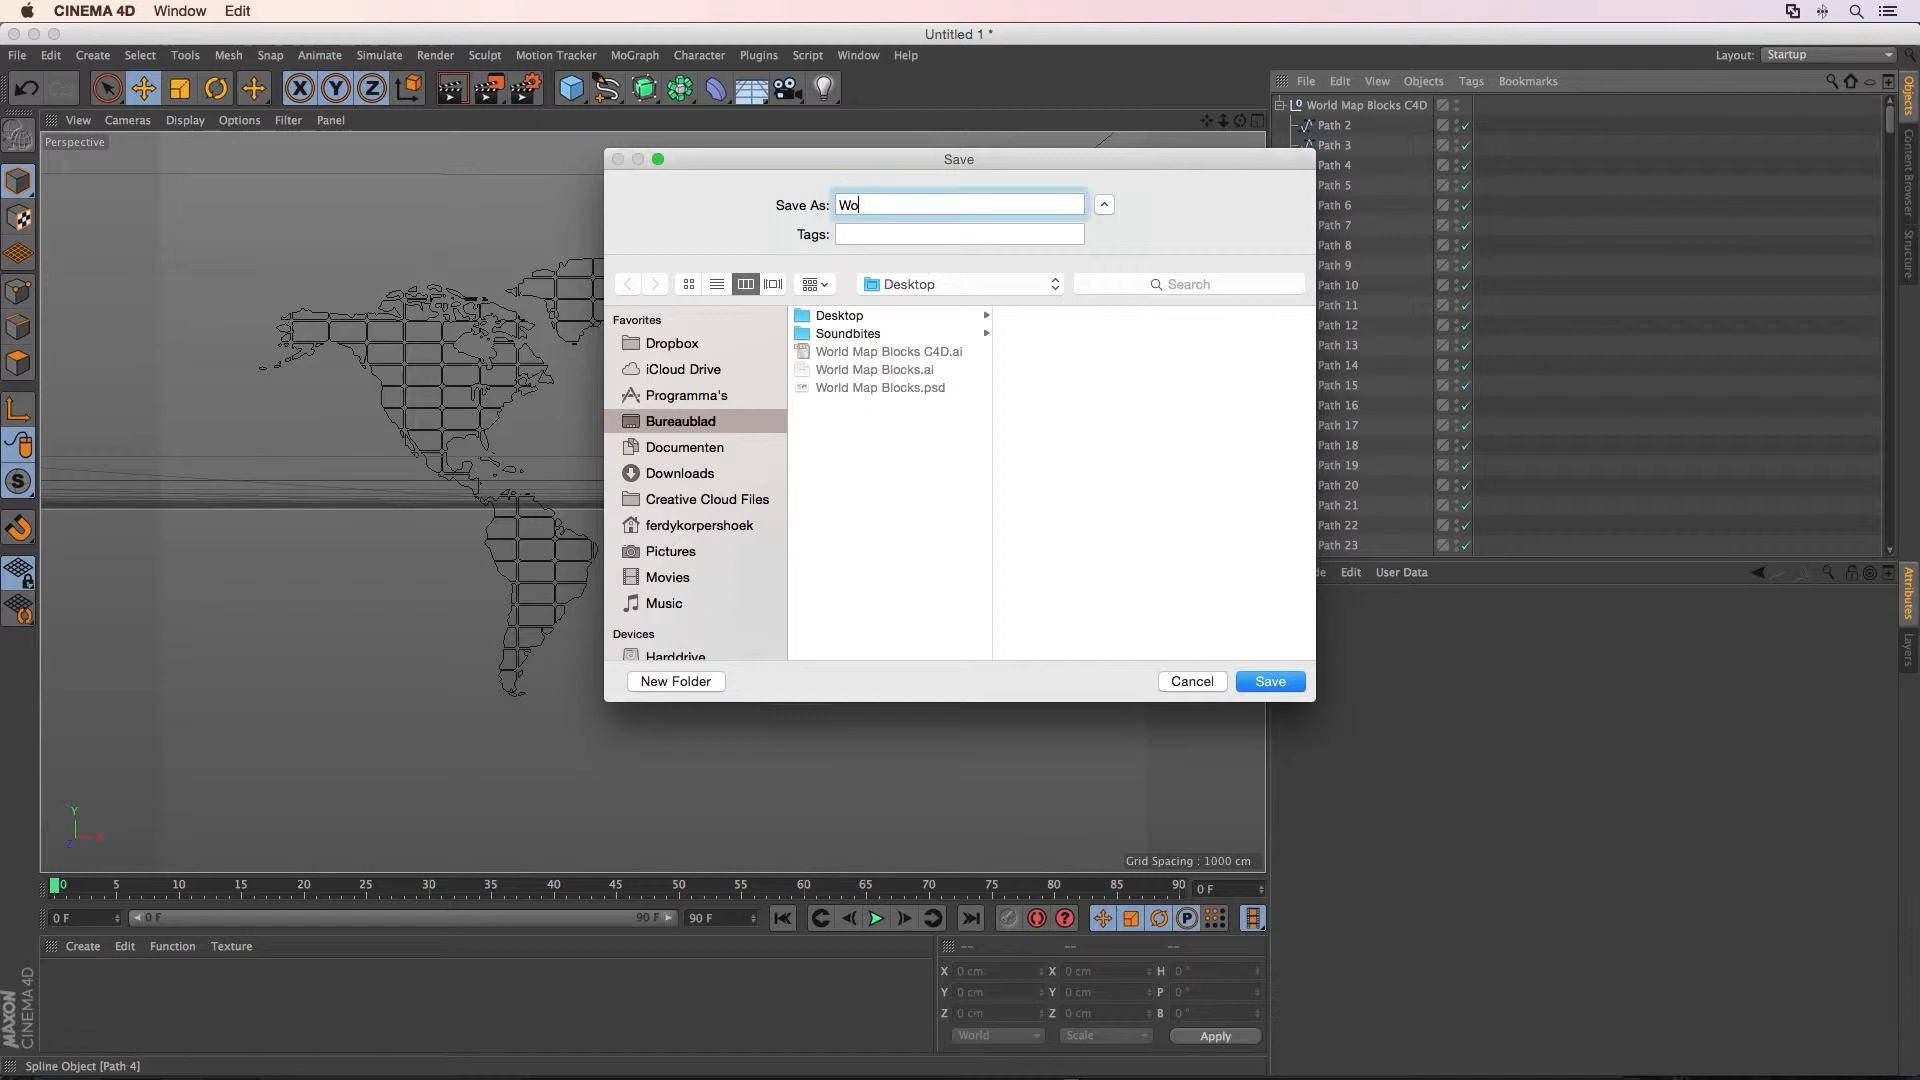 CINEMA 4D Window Edit
Untitled 1 *
File Edit Create Select Tools Mesh Snap Animate Simulate Render Sculpt Motion Tracker MoGraph Character Plugins Script Window Help
Layout: Startup
File Edit View Objects Tags Bookmarks
View Cameras Display Options Filter Panel
Perspective
Save
Save As: Wo
Tags:
Desktop
Search
Favorites
Dropbox
iCloud Drive
Programma's
Bureaublad
Documenten
Downloads
Creative Cloud Files
ferdykorpershoek
Pictures
Movies
Music
Devices
Harddrive
Desktop
Soundbites
World Map Blocks C4D.ai
World Map Blocks.ai
World Map Blocks.psd
New Folder
Cancel
Save
World Map Blocks C4D
Path 2
Path 3
Path 4
Path 5
Path 6
Path 7
Path 8
Path 9
Path 10
Path 11
Path 12
Path 13
Path 14
Path 15
Path 16
Path 17
Path 18
Path 19
Path 20
Path 21
Path 22
Path 23
Objects
Content Browser
Structure
Edit User Data
Attributes
Layers
Y
X
Z
Grid Spacing : 1000 cm
0 5 10 15 20 25 30 35 40 45 50 55 60 65 70 75 80 85 90 0 F
0 F 0 F 90 F 90 F
Create Edit Function Texture
-- -- --
X 0 cm X 0 cm H 0 °
Y 0 cm Y 0 cm P 0 °
Z 0 cm Z 0 cm B 0 °
World Scale Apply
MAXON
CINEMA 4D
Spline Object [Path 4]